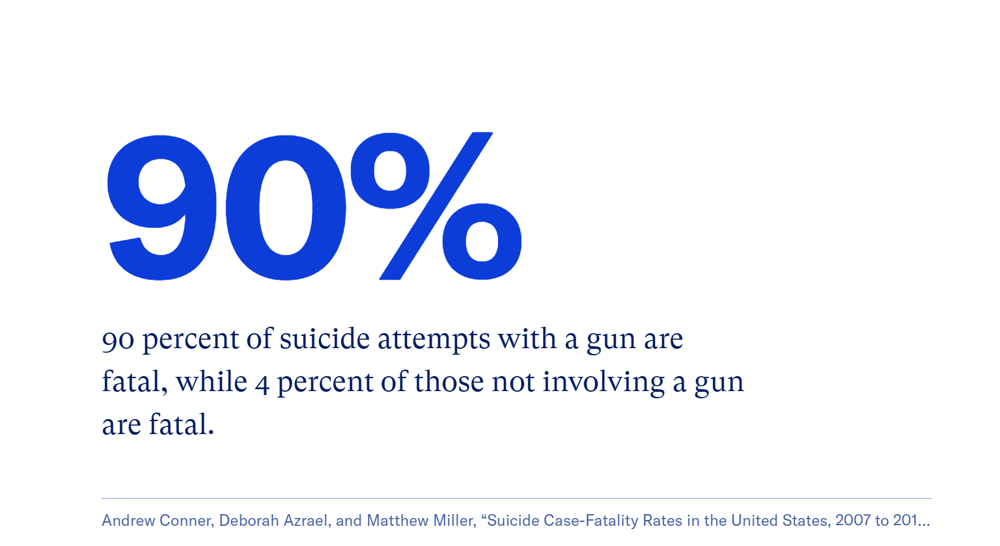 90%
90 percent of suicide attempts with a gun are
fatal, while 4 percent of those not involving a gun
are fatal.
Andrew Conner, Deborah Azrael, and Matthew Miller, “Suicide Case-Fatality Rates in the United States, 2007 to 201...